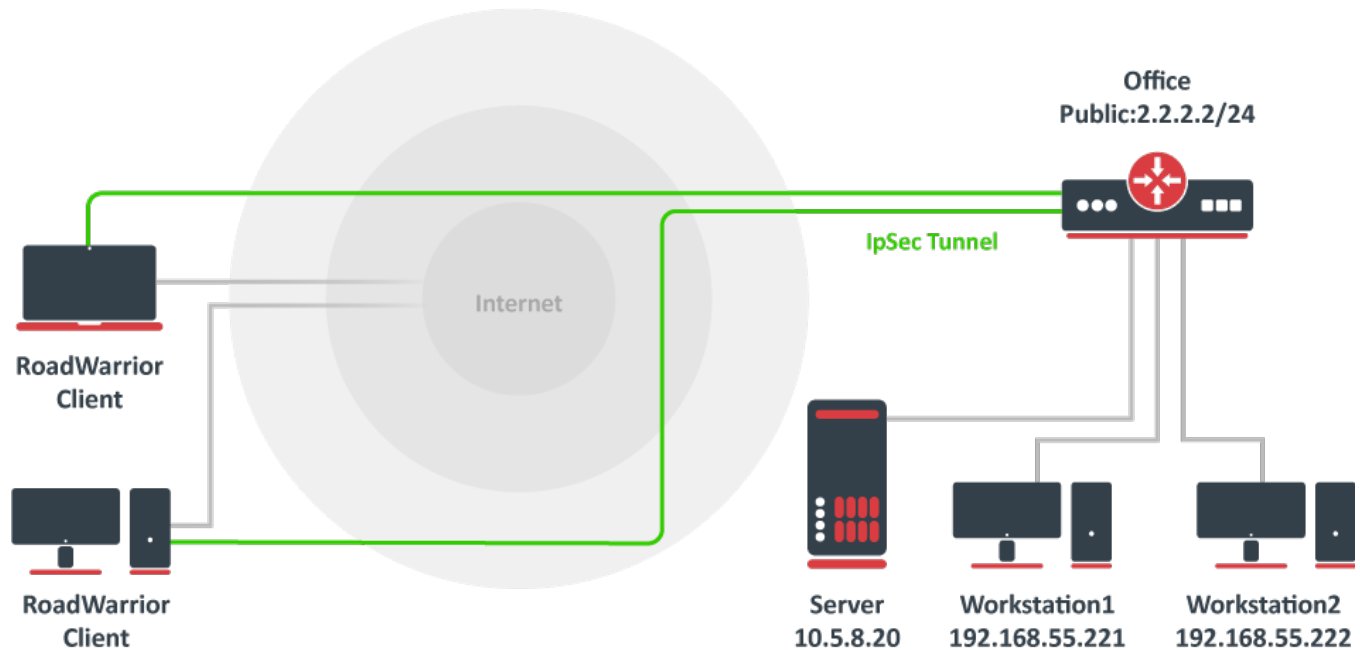 Office
Public:2.2.2.2/24
IpSec Tunnel
Internet
RoadWarrior
Client
RoadWarrior
Client
Server
10.5.8.20
Workstation1
192.168.55.221
Workstation2
192.168.55.222